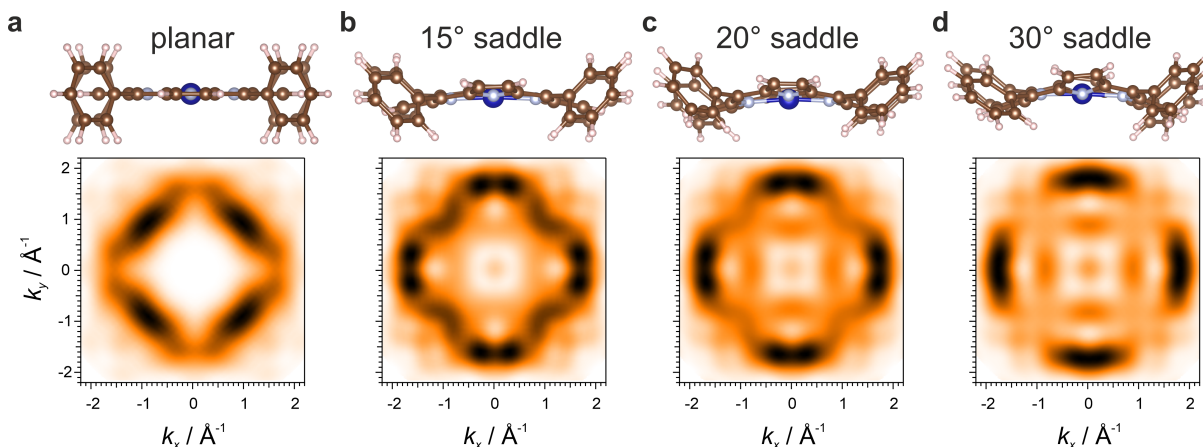 a
planar
b
15° saddle
c
20° saddle
d
30° saddle
2
1
0
-1
-2
k_y / Å⁻¹
-2 -1 0 1 2
-2 -1 0 1 2
-2 -1 0 1 2
-2 -1 0 1 2
k_x / Å⁻¹
k_x / Å⁻¹
k_x / Å⁻¹
k_x / Å⁻¹